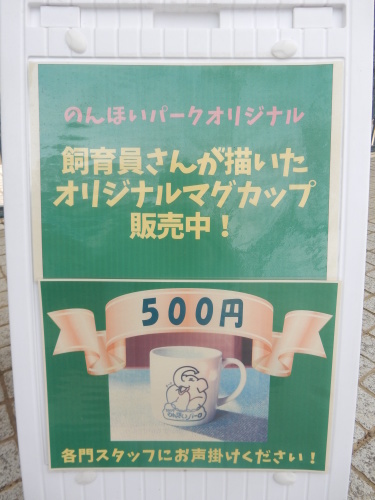 のんほいパークオリジナル
飼育員さんが描いた
オリジナルマグカップ
販売中！
500円
のんほいパーク
各門スタッフにお声掛けください！